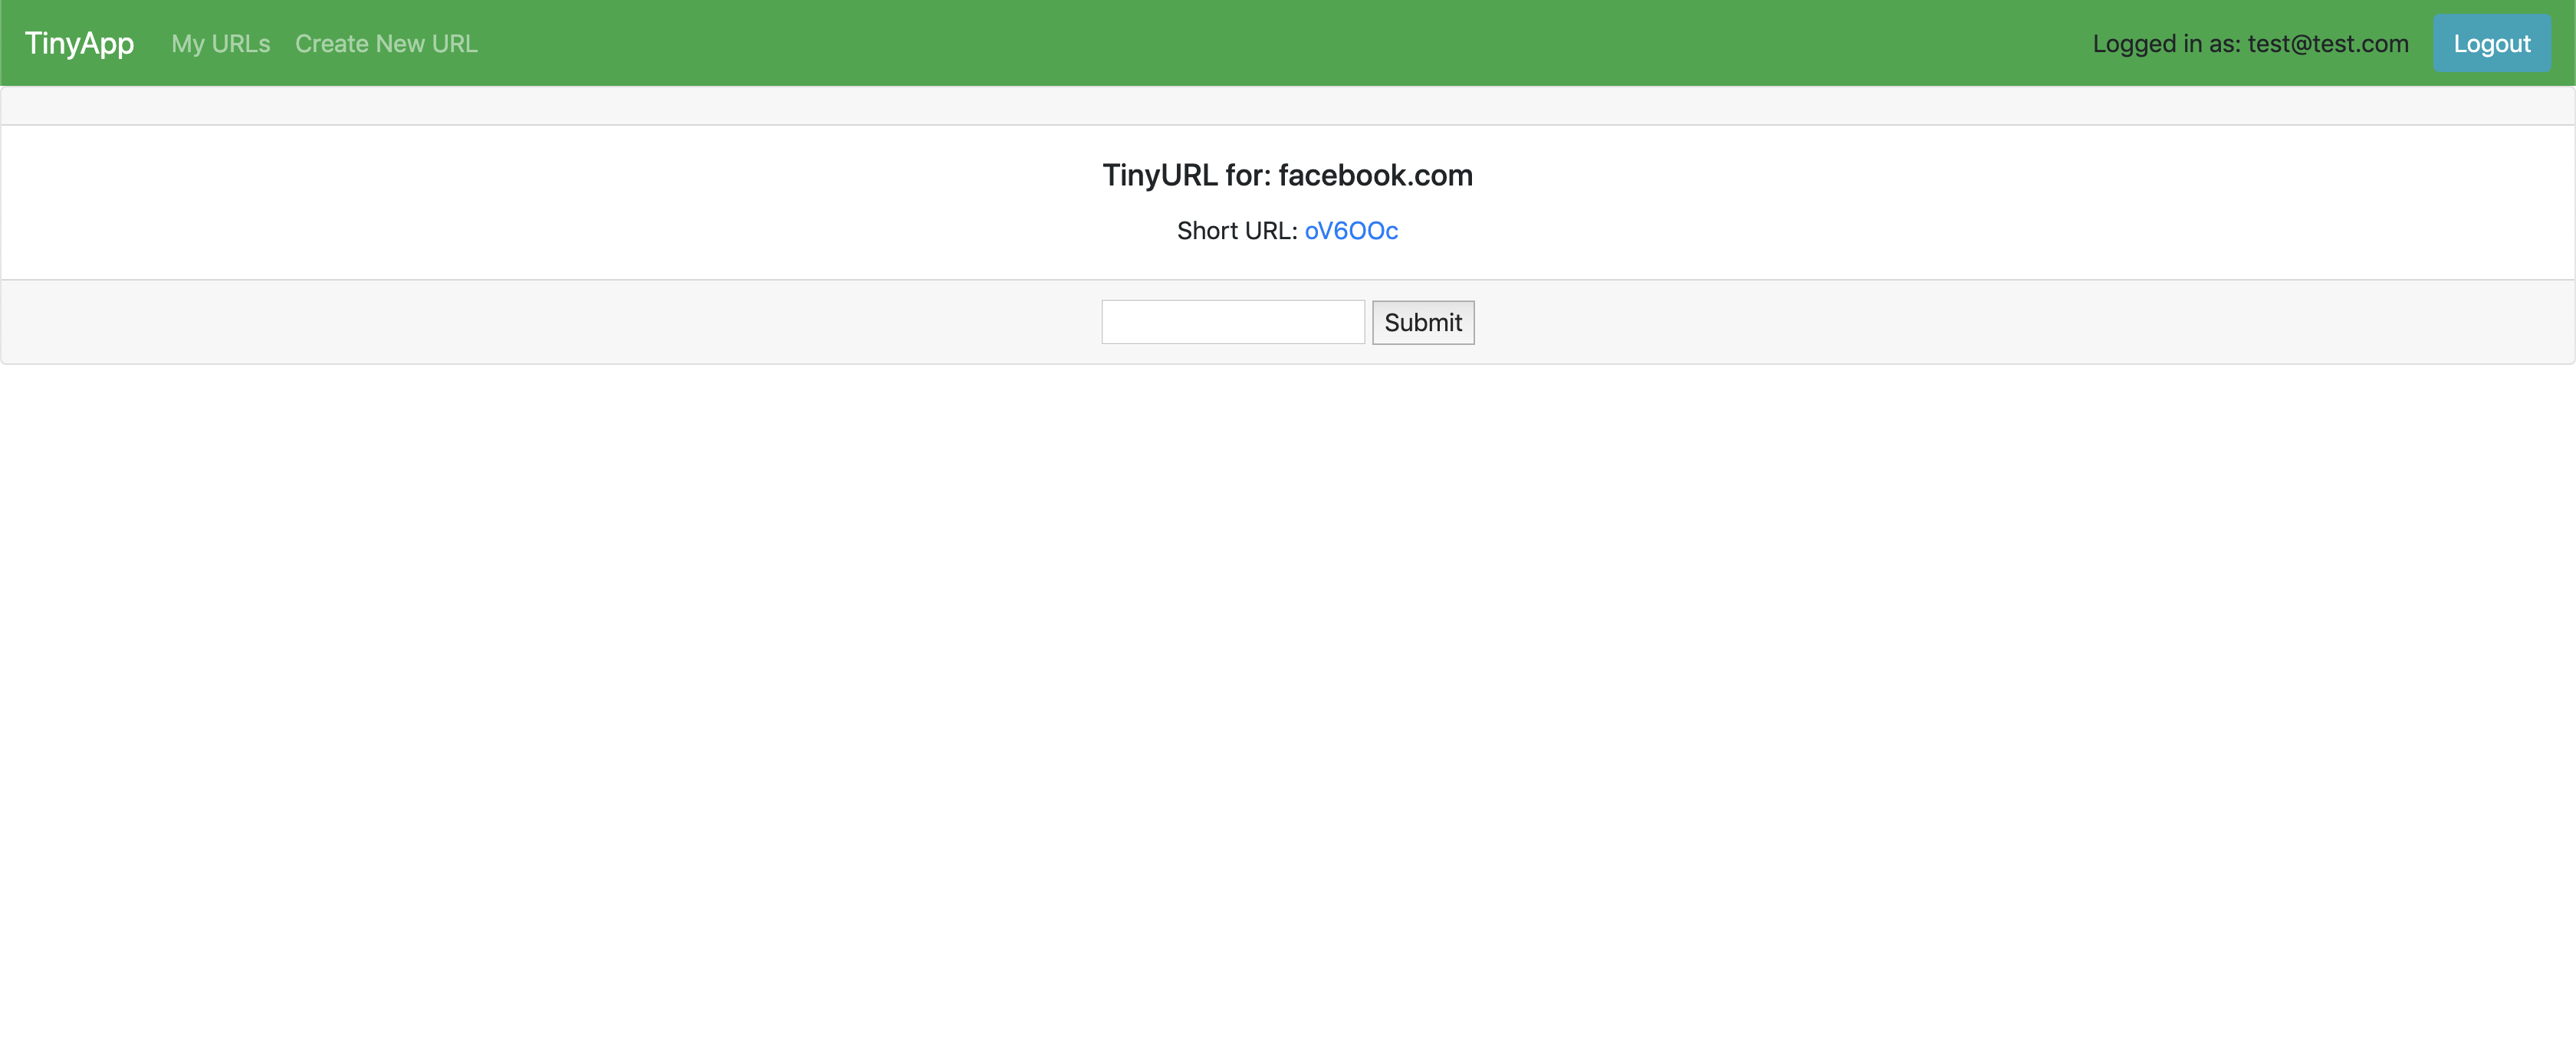 TinyApp My URLs Create New URL Logged in as: test@test.com Logout
TinyURL for: facebook.com
Short URL: oV6OOc
Submit